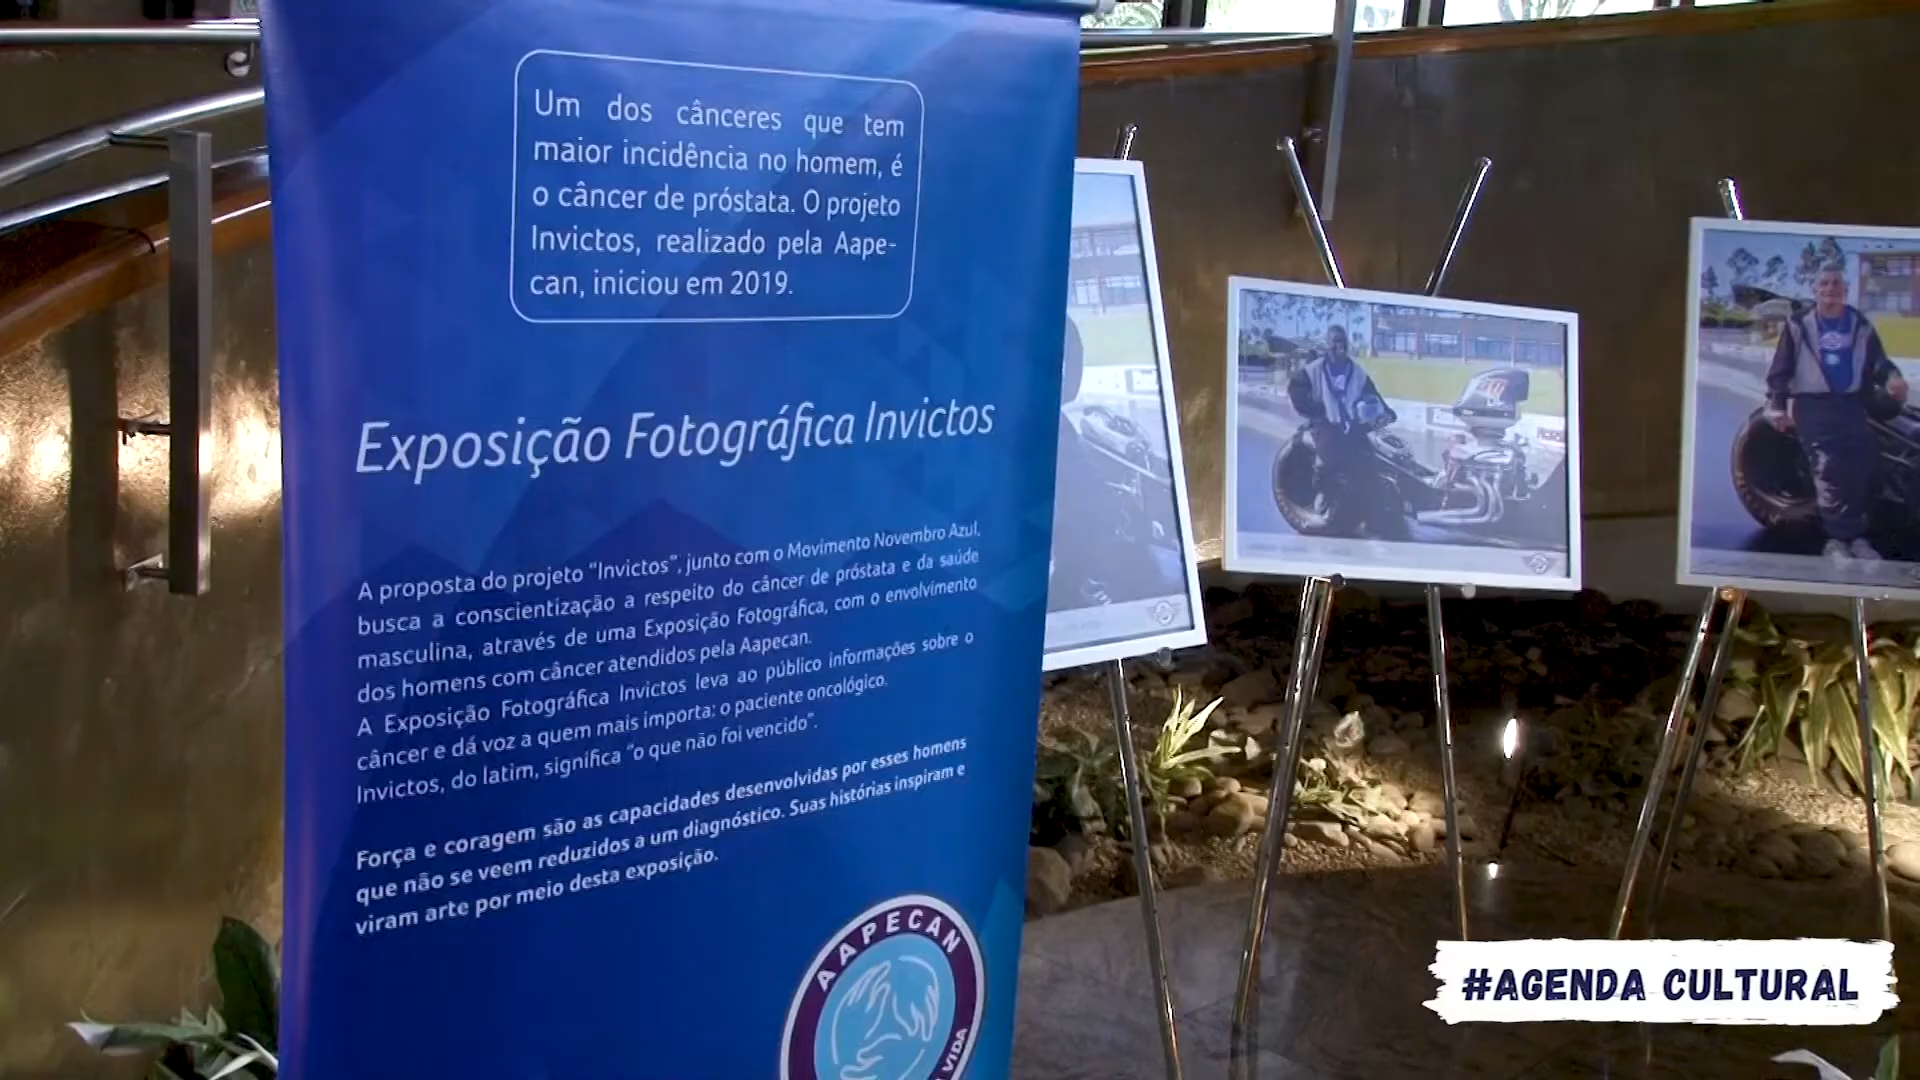 Um dos cânceres que tem
maior incidência no homem, é
o câncer de próstata. O projeto
Invictos, realizado pela Aape-
can, iniciou em 2019.
Exposição Fotográfica Invictos
A proposta do projeto "Invictos", junto com o Movimento Novembro Azul,
busca a conscientização a respeito do câncer de próstata e da saúde
masculina, através de uma Exposição Fotográfica, com o envolvimento
dos homens com câncer atendidos pela Aapecan.
A Exposição Fotográfica Invictos leva ao público informações sobre o
câncer e dá voz a quem mais importa: o paciente oncológico.
Invictos, do latim, significa "o que não foi vencido".
Força e coragem são as capacidades desenvolvidas por esses homens
que não se veem reduzidos a um diagnóstico. Suas histórias inspiram e
viram arte por meio desta exposição.
AAPECAN
VIDA
#AGENDA CULTURAL